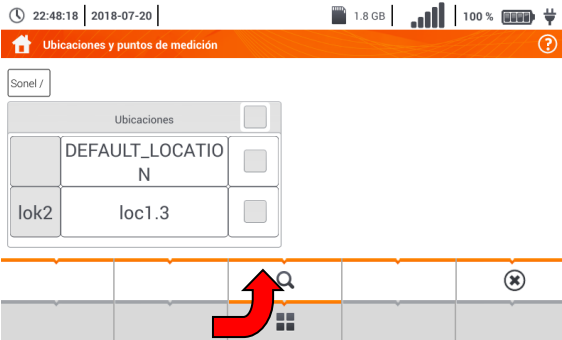 22:48:18 2018-07-20 1.8 GB 100 %
Ubicaciones y puntos de medición ?
Sonel /
Ubicaciones
DEFAULT_LOCATIO
N
lok2 loc1.3